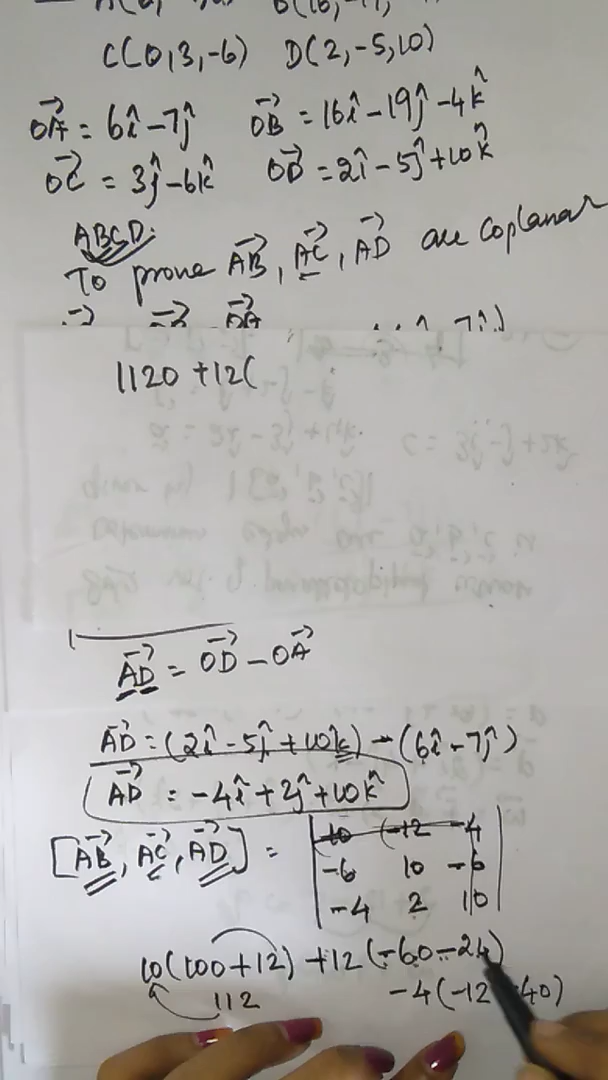 C(0,3,-6) D(2,-5,10)
OA⃗ = 6î-7ĵ OB⃗ = 16î-19ĵ-4k̂
OC⃗ = 3ĵ-6k̂ OD⃗ = 2î-5ĵ+10k̂
ABCD:
To prove AB⃗, AC⃗, AD⃗ are coplanar
1120 +12(
AD⃗ = OD⃗ - OA⃗
AD⃗ = (2î-5ĵ+10k̂) - (6î-7ĵ)
AD⃗ = -4î+2ĵ+10k̂
[AB⃗, AC⃗, AD⃗] = | 10 -12 -4 |
| -6 10 -6 |
| -4 2 10 |
10(100+12) +12(-60-24)
112 -4(-12 40)